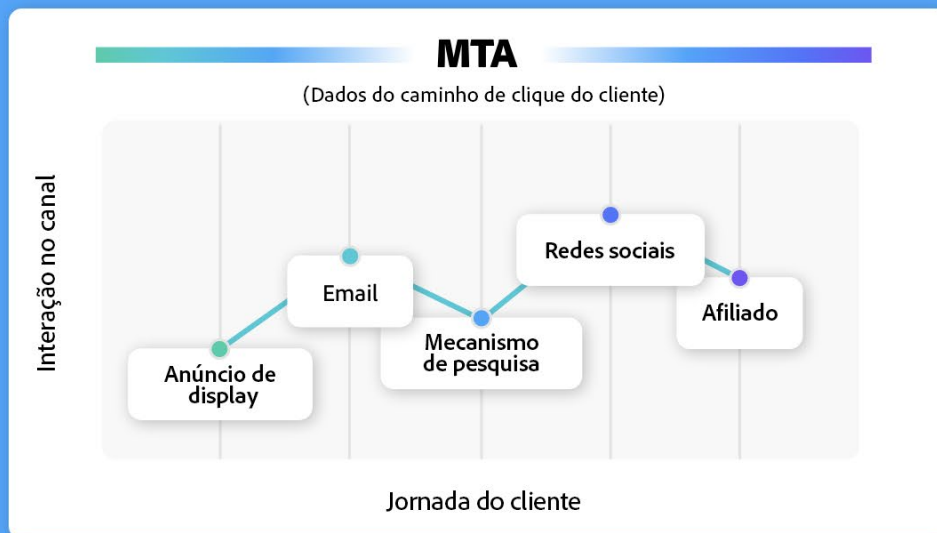 MTA
(Dados do caminho de clique do cliente)
Interação no canal
Redes sociais
Email
Afiliado
Mecanismo
de pesquisa
Anúncio de
display
Jornada do cliente